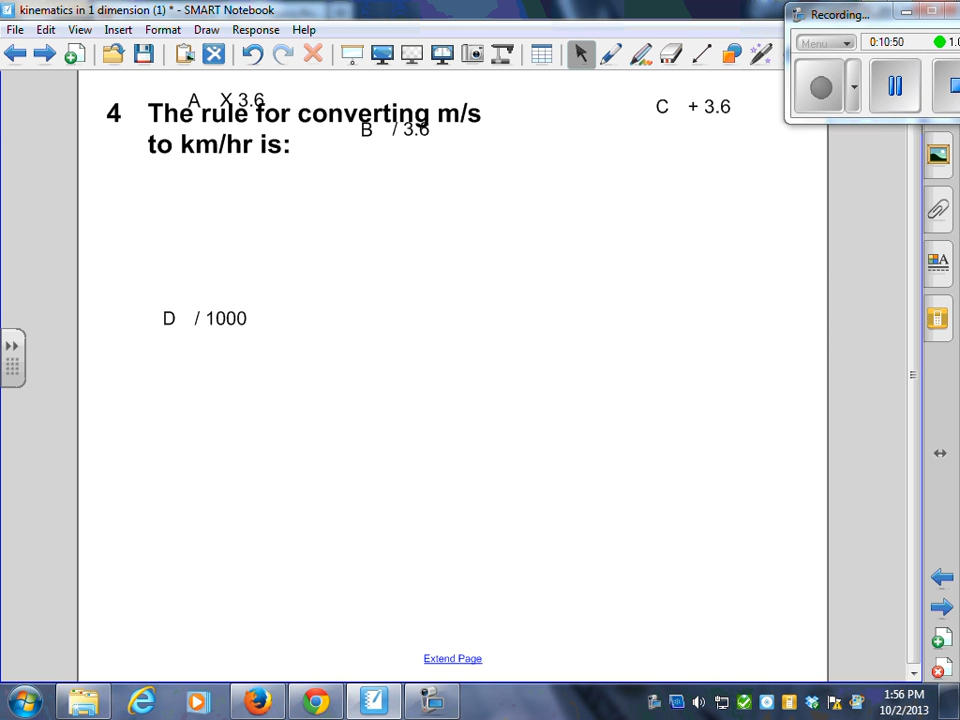 kinematics in 1 dimension (1) * - SMART Notebook
File Edit View Insert Format Draw Response Help
Recording...
Menu 0:10:50 1.0
A X 3.6
4 The rule for converting m/s
to km/hr is:
B / 3.6
C + 3.6
D / 1000
Extend Page
1:56 PM
10/2/2013